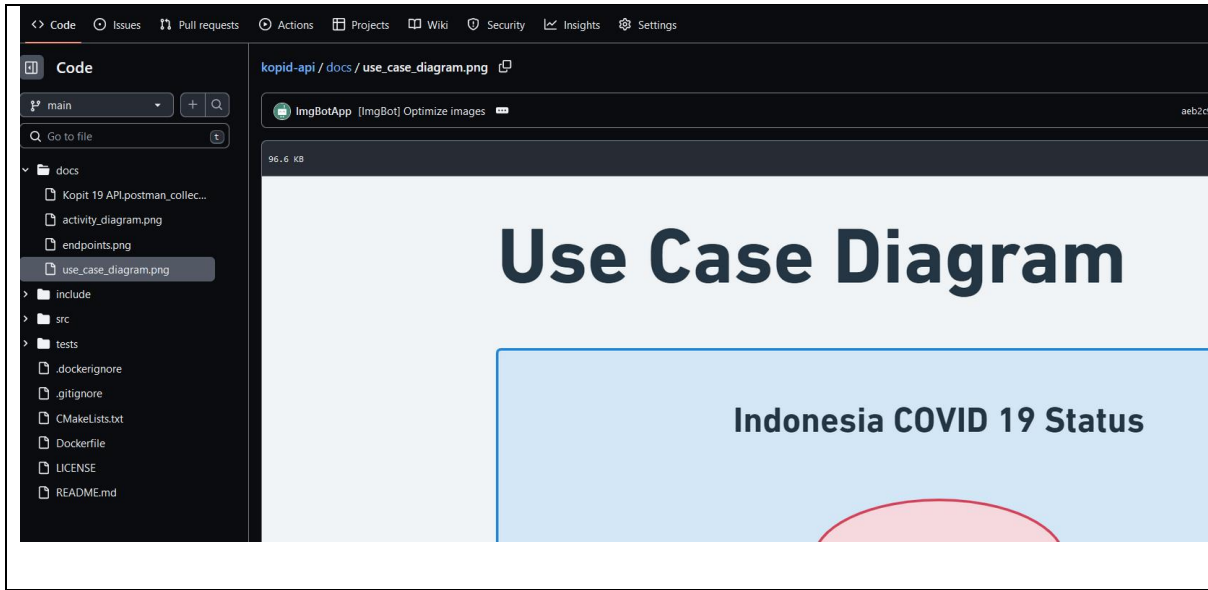 Code Issues Pull requests Actions Projects Wiki Security Insights Settings
Code
main
Go to file
t
docs
Kopit 19 API.postman_collec...
activity_diagram.png
endpoints.png
use_case_diagram.png
include
src
tests
.dockerignore
.gitignore
CMakeLists.txt
Dockerfile
LICENSE
README.md
kopid-api / docs / use_case_diagram.png
ImgBotApp [ImgBot] Optimize images
96.6 KB
Use Case Diagram
Indonesia COVID 19 Status